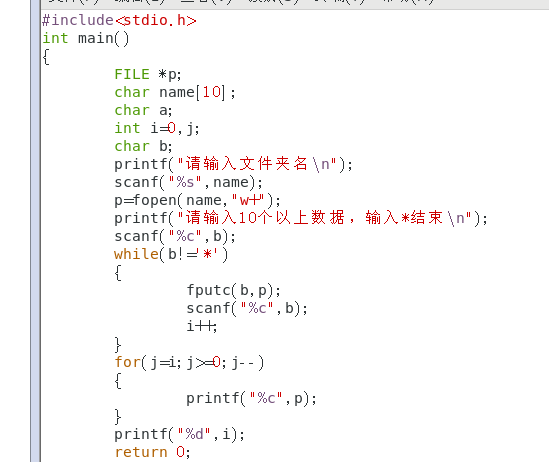 #include<stdio.h>
int main()
{
FILE *p;
char name[10];
char a;
int i=0,j;
char b;
printf("请输入文件夹名\n");
scanf("%s",name);
p=fopen(name,"w+");
printf("请输入10个以上数据，输入*结束\n");
scanf("%c",b);
while(b!='*')
{
fputc(b,p);
scanf("%c",b);
i++;
}
for(j=i;j>=0;j--)
{
printf("%c",p);
}
printf("%d",i);
return 0;